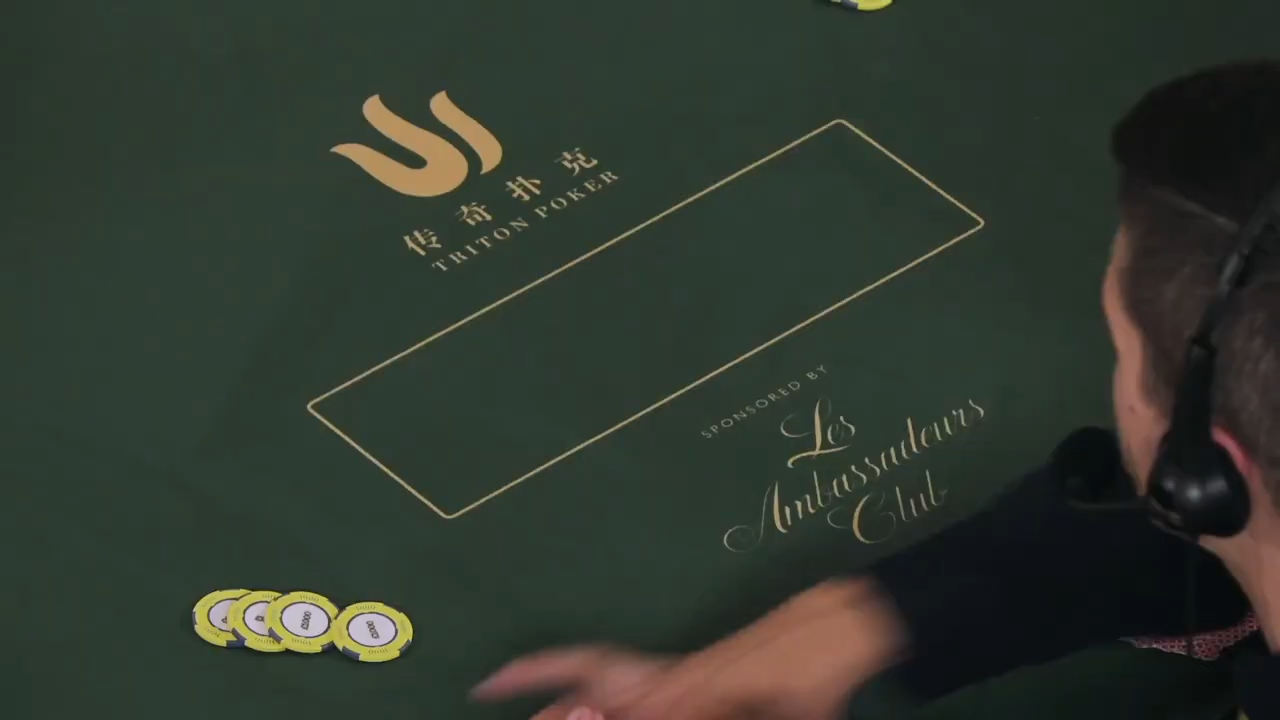 传奇扑克
TRITON POKER
SPONSORED BY
Les
Ambassadeurs
Club